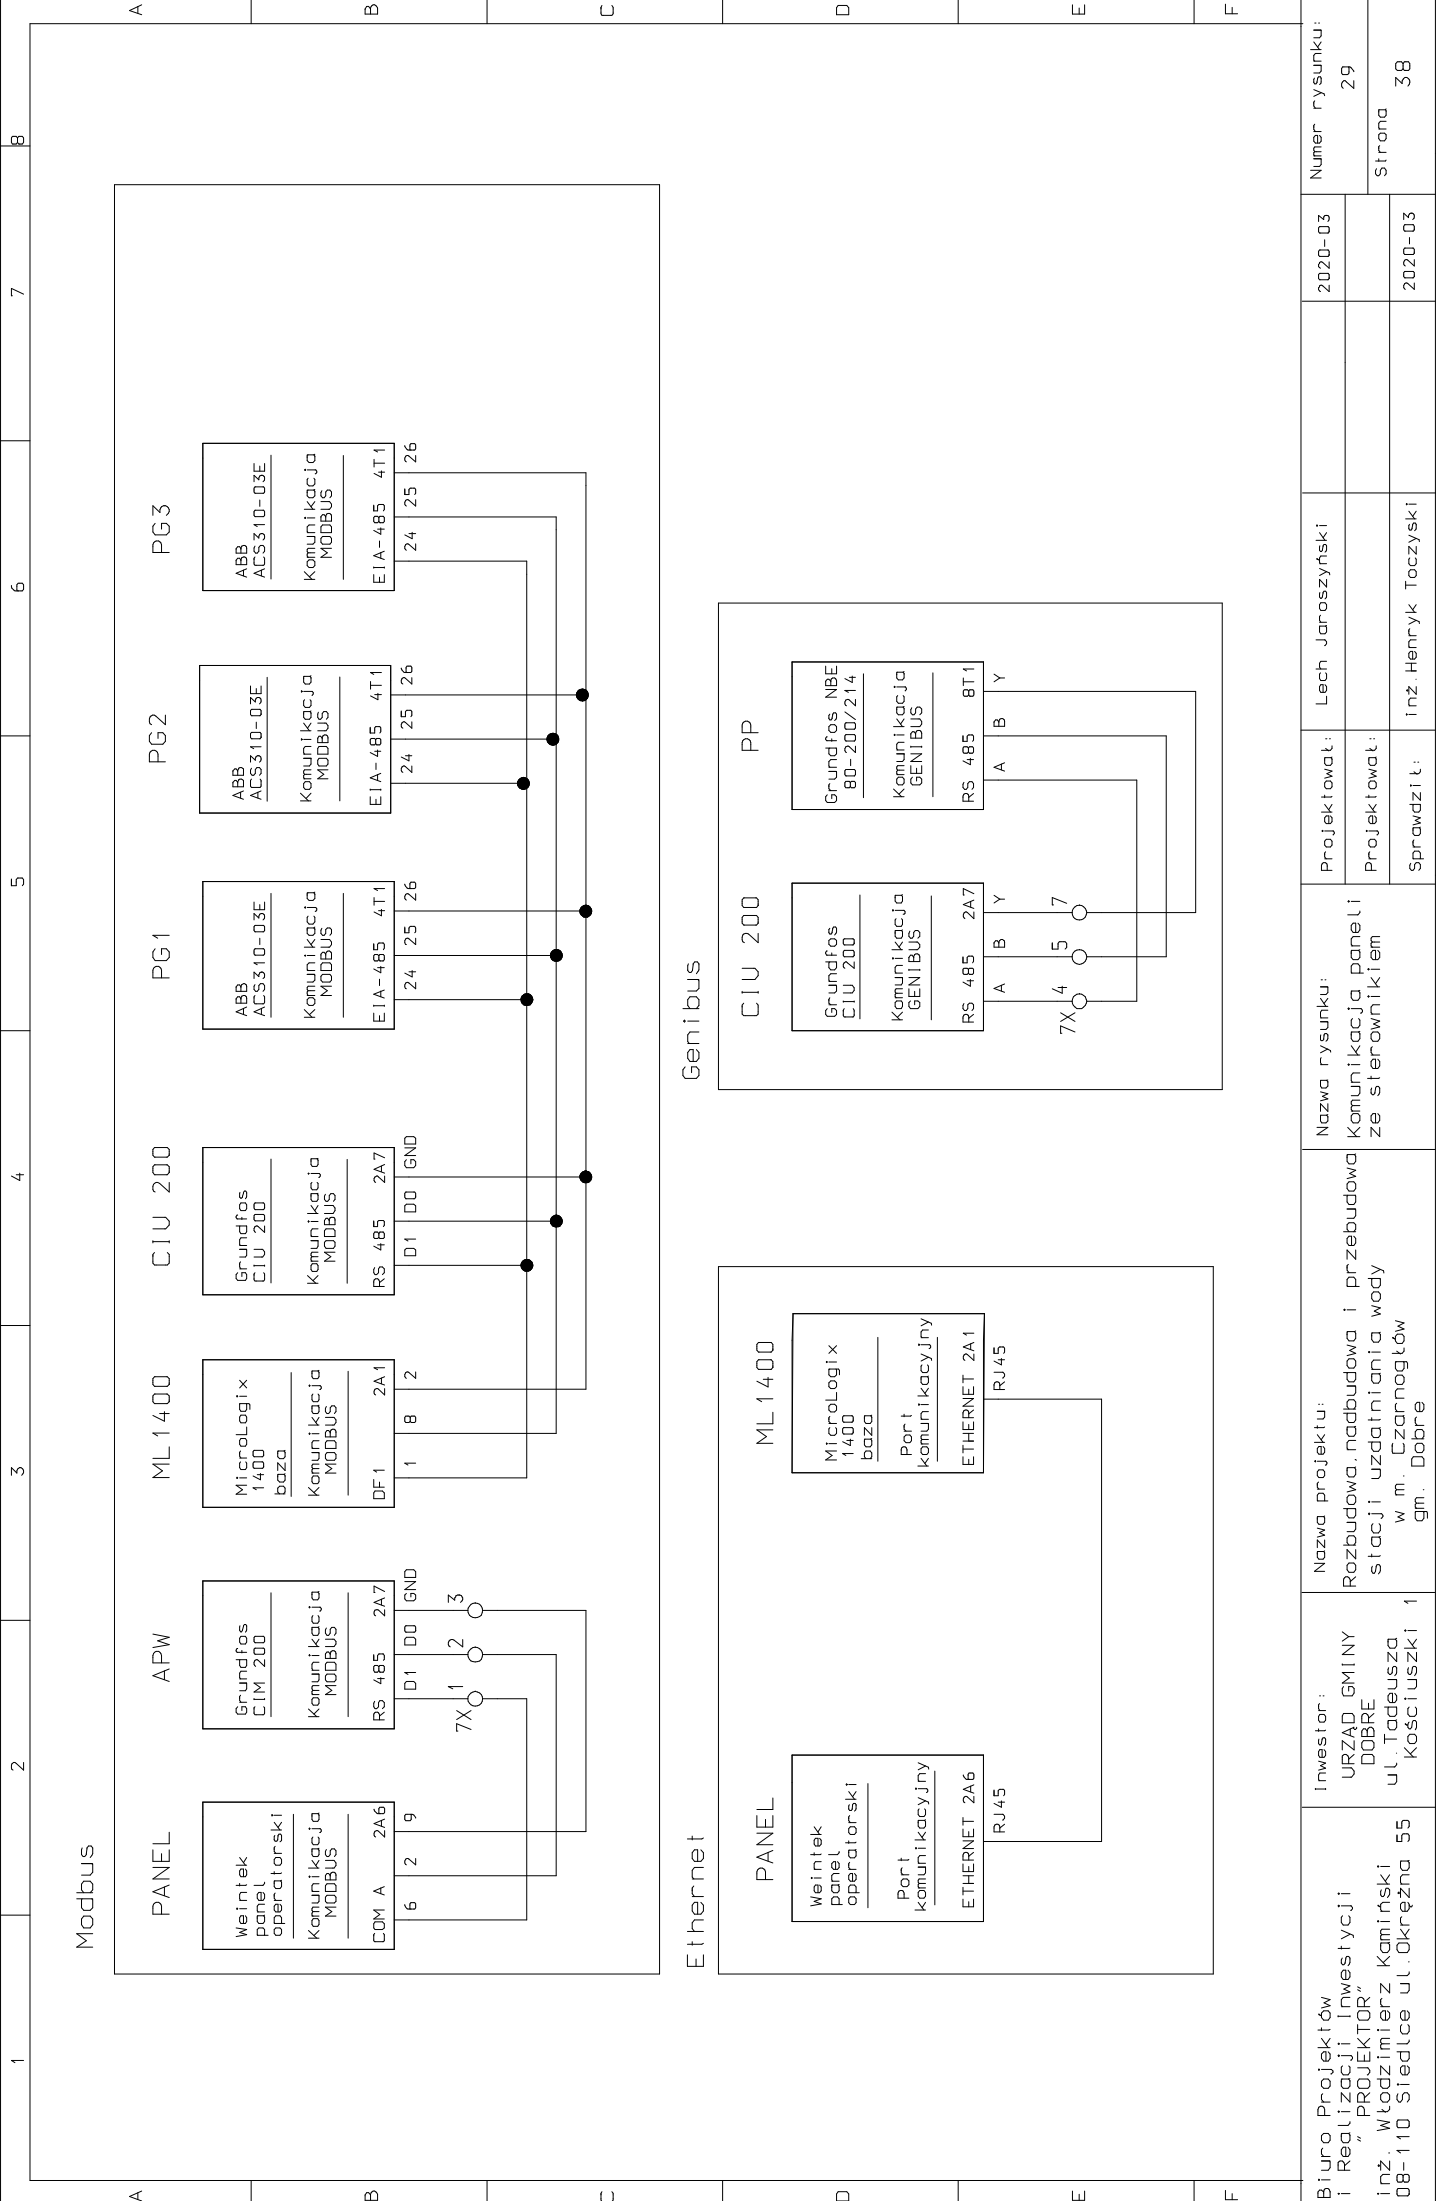 1 2 3 4 5 6 7 8
A
B
C
D
E
F
A
B
C
D
E
F
Modbus
PANEL
Weintek
panel
operatorski
Komunikacja
MODBUS
COM A 2A6
6 2 9
APW
Grundfos
CIM 200
Komunikacja
MODBUS
RS 485 2A7
D1 D0 GND
7X 1 2 3
ML1400
MicroLogix
1400
baza
Komunikacja
MODBUS
DF1 2A1
1 8 2
CIU 200
Grundfos
CIU 200
Komunikacja
MODBUS
RS 485 2A7
D1 D0 GND
PG1
ABB
ACS310-03E
Komunikacja
MODBUS
EIA-485 4T1
24 25 26
PG2
ABB
ACS310-03E
Komunikacja
MODBUS
EIA-485 4T1
24 25 26
PG3
ABB
ACS310-03E
Komunikacja
MODBUS
EIA-485 4T1
24 25 26
Ethernet
PANEL
Weintek
panel
operatorski
Port
komunikacyjny
ETHERNET 2A6
RJ45
ML1400
MicroLogix
1400
baza
Port
komunikacyjny
ETHERNET 2A1
RJ45
Genibus
CIU 200
Grundfos
CIU 200
Komunikacja
GENIBUS
RS 485 2A7
A B Y
7X 4 5 7
PP
Grundfos NBE
80-200/214
Komunikacja
GENIBUS
RS 485 8T1
A B Y
Biuro Projektów
i Realizacji Inwestycji
" PROJEKTOR"
inż. Włodzimierz Kamiński
08-110 Siedlce ul.Okrężna 55
Inwestor:
URZĄD GMINY
DOBRE
ul.Tadeusza
Kościuszki 1
Nazwa projektu:
Rozbudowa,nadbudowa i przebudowa
stacji uzdatniania wody
w m. Czarnogłów
gm. Dobre
Nazwa rysunku:
Komunikacja paneli
ze sterownikiem
Projektował: Lech Jaroszyński 2020-03
Projektował:
Sprawdził: inż.Henryk Toczyski 2020-03
Numer rysunku:
29
Strona
38